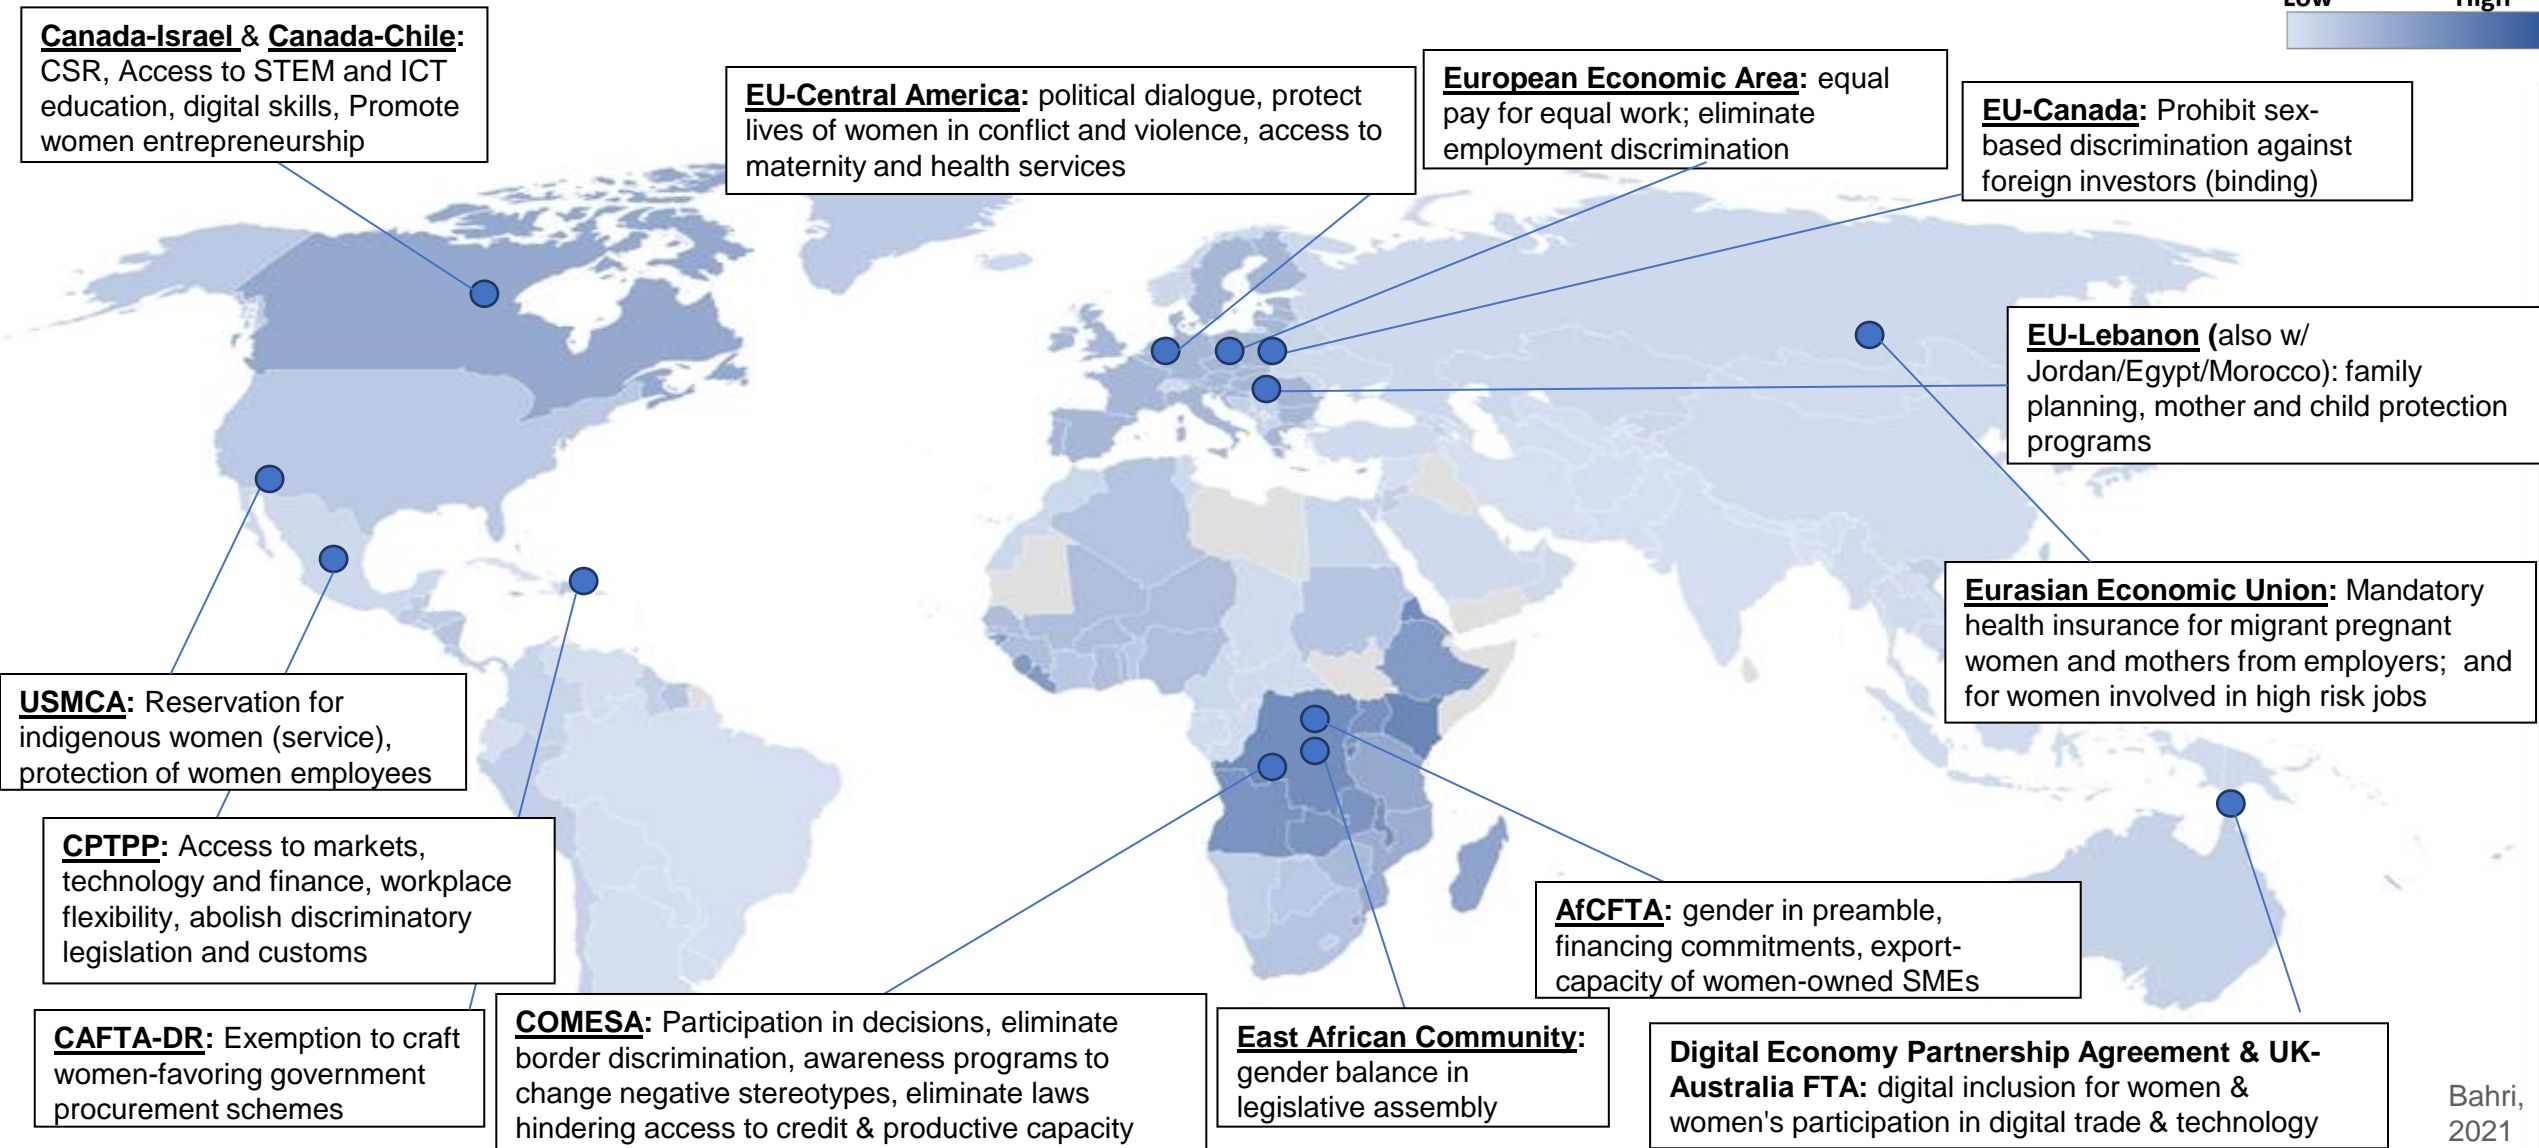 Low High
Canada-Israel & Canada-Chile:
CSR, Access to STEM and ICT
education, digital skills, Promote
women entrepreneurship
EU-Central America: political dialogue, protect
lives of women in conflict and violence, access to
maternity and health services
European Economic Area: equal
pay for equal work; eliminate
employment discrimination
EU-Canada: Prohibit sex-
based discrimination against
foreign investors (binding)
EU-Lebanon (also w/
Jordan/Egypt/Morocco): family
planning, mother and child protection
programs
Eurasian Economic Union: Mandatory
health insurance for migrant pregnant
women and mothers from employers; and
for women involved in high risk jobs
USMCA: Reservation for
indigenous women (service),
protection of women employees
CPTPP: Access to markets,
technology and finance, workplace
flexibility, abolish discriminatory
legislation and customs
CAFTA-DR: Exemption to craft
women-favoring government
procurement schemes
COMESA: Participation in decisions, eliminate
border discrimination, awareness programs to
change negative stereotypes, eliminate laws
hindering access to credit & productive capacity
East African Community:
gender balance in
legislative assembly
AfCFTA: gender in preamble,
financing commitments, export-
capacity of women-owned SMEs
Digital Economy Partnership Agreement & UK-
Australia FTA: digital inclusion for women &
women's participation in digital trade & technology
Bahri,
2021